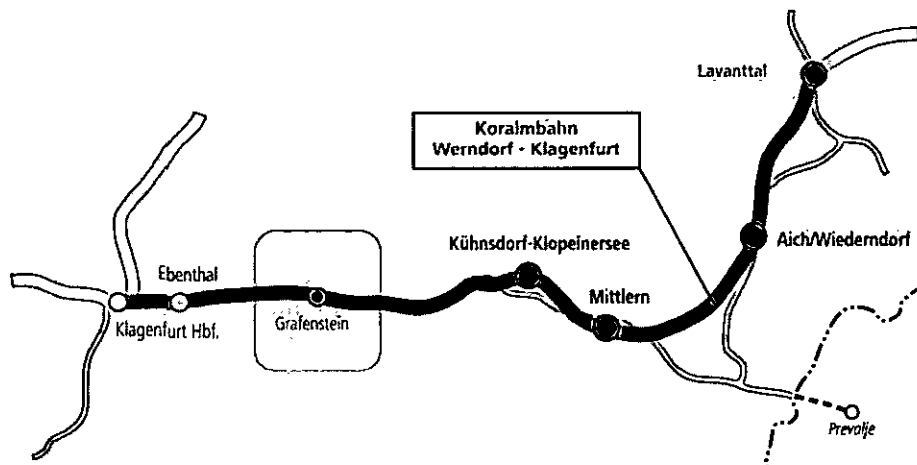 Lavanttal
Koralmbahn
Werndorf - Klagenfurt
Kühnsdorf-Klopeinersee
Aich/Wiederndorf
Ebenthal
Mittlern
Klagenfurt Hbf.
Grafenstein
Prevalje